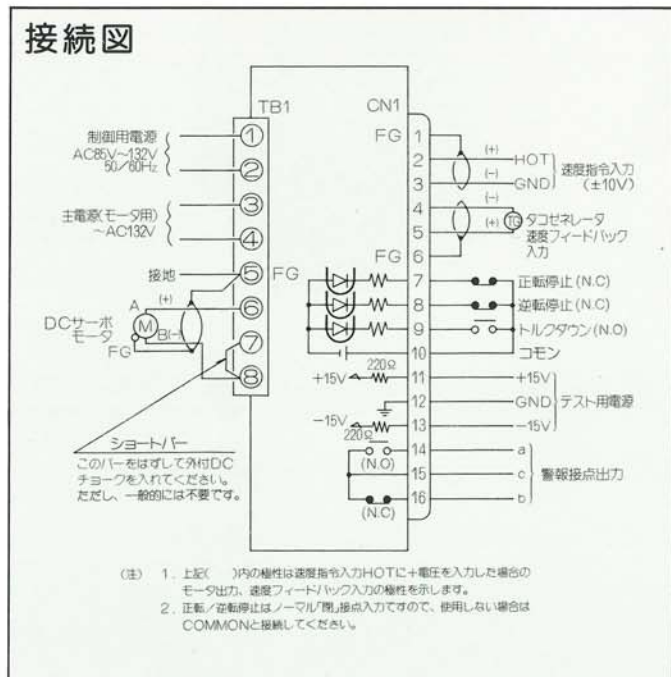 接続図
TB1
CN1
制御用電源
AC85V~132V
50/60Hz
主電源(モータ用)
~AC132V
接地
FG
A
(+)
DCサーボ
モータ
M
B(-)
FG
①
②
③
④
⑤
⑥
⑦
⑧
ショートバー
このバーをはずして外付DC
チョークを入れてください。
ただし、一般的には不要です。
FG
1
2
3
4
5
FG
6
7
8
9
10
11
12
13
14
15
16
(+)
HOT
(-)
GND
速度指令入力
(±10V)
(-)
(+)
TG
タコゼネレータ
速度フィードバック
入力
正転停止(N.C)
逆転停止(N.C)
トルクダウン(N.O)
コモン
220Ω
+15V
+15V
GND
テスト用電源
-15V
220Ω
-15V
(N.O)
a
c
警報接点出力
b
(N.C)
(注) 1. 上記( )内の極性は速度指令入力HOTに+電圧を入力した場合の
モータ出力、速度フィードバック入力の極性を示します。
2. 正転/逆転停止はノーマル「閉」接点入力ですので、使用しない場合は
COMMONと接続してください。